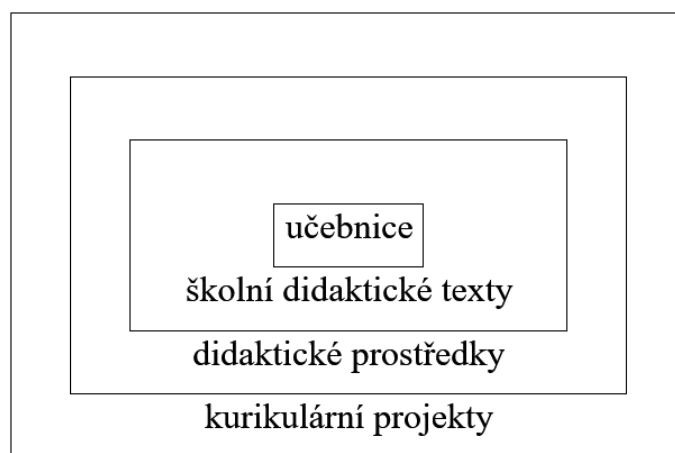 učebnice
školní didaktické texty
didaktické prostředky
kurikulární projekty